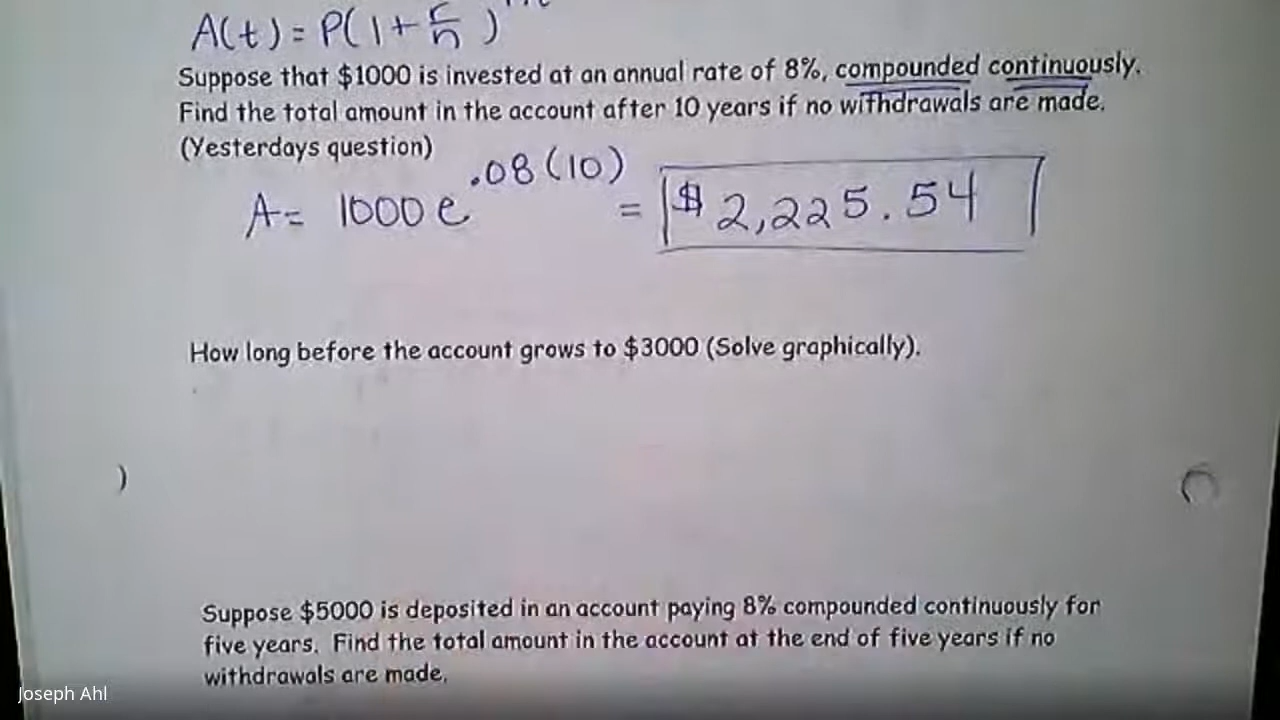 A(t) = P(1 + r/n)
Suppose that $1000 is invested at an annual rate of 8%, compounded continuously.
Find the total amount in the account after 10 years if no withdrawals are made.
(Yesterdays question)
A = 1000 e^.08(10) = $2,225.54
How long before the account grows to $3000 (Solve graphically).
Suppose $5000 is deposited in an account paying 8% compounded continuously for
five years. Find the total amount in the account at the end of five years if no
withdrawals are made.
Joseph Ahl